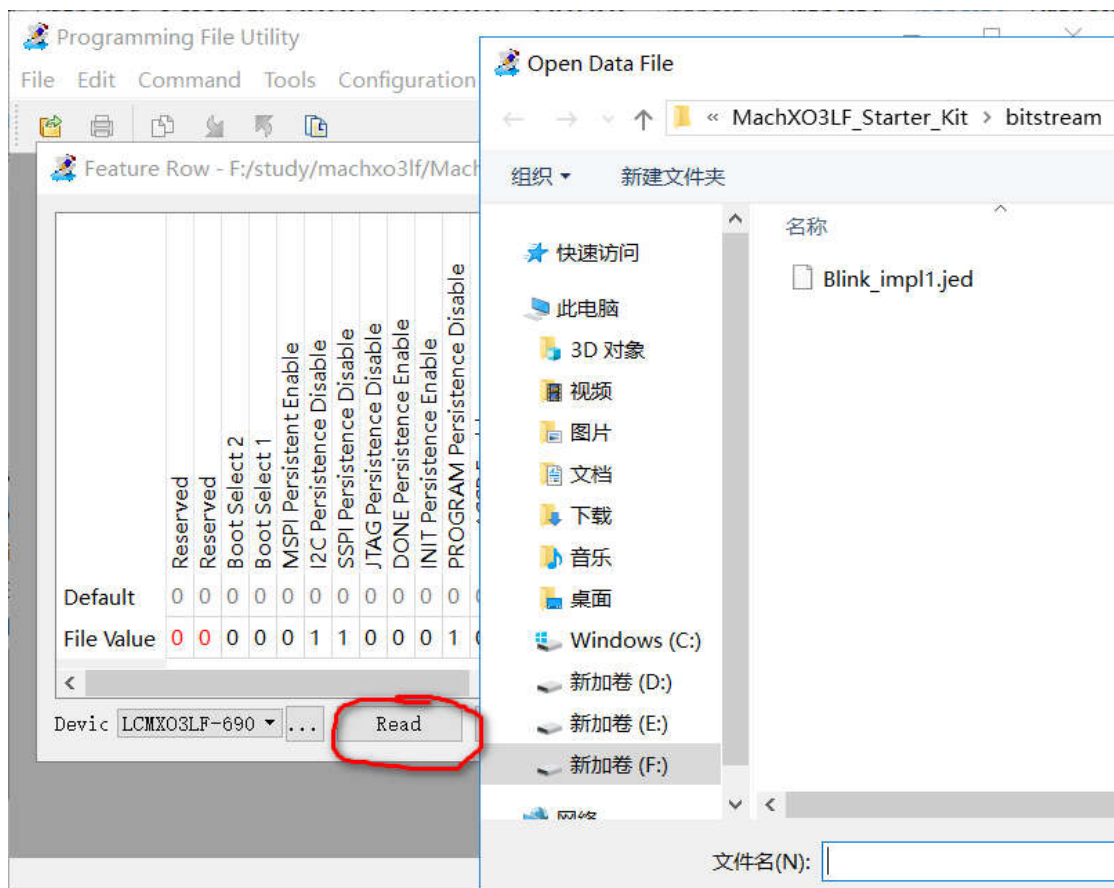 Programming File Utility
File Edit Command Tools Configuration
Feature Row - F:/study/machxo3lf/Mach
Reserved
Reserved
Boot Select 2
Boot Select 1
MSPI Persistent Enable
I2C Persistence Disable
SSPI Persistence Disable
JTAG Persistence Disable
DONE Persistence Enable
INIT Persistence Enable
PROGRAM Persistence Disable
Default 0 0 0 0 0 0 0 0 0 0 0
File Value 0 0 0 0 0 1 1 0 0 0 1
Devic LCMXO3LF-690 ... Read
Open Data File
« MachXO3LF_Starter_Kit › bitstream
组织 新建文件夹
名称
Blink_impl1.jed
快速访问
此电脑
3D 对象
视频
图片
文档
下载
音乐
桌面
Windows (C:)
新加卷 (D:)
新加卷 (E:)
新加卷 (F:)
网络
文件名(N):